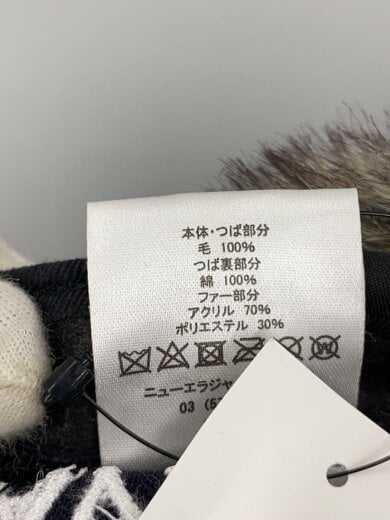 本体・つば部分
毛 100%
つば裏部分
綿 100%
ファー部分
アクリル 70%
ポリエステル 30%
ニューエラジャ
03 (5